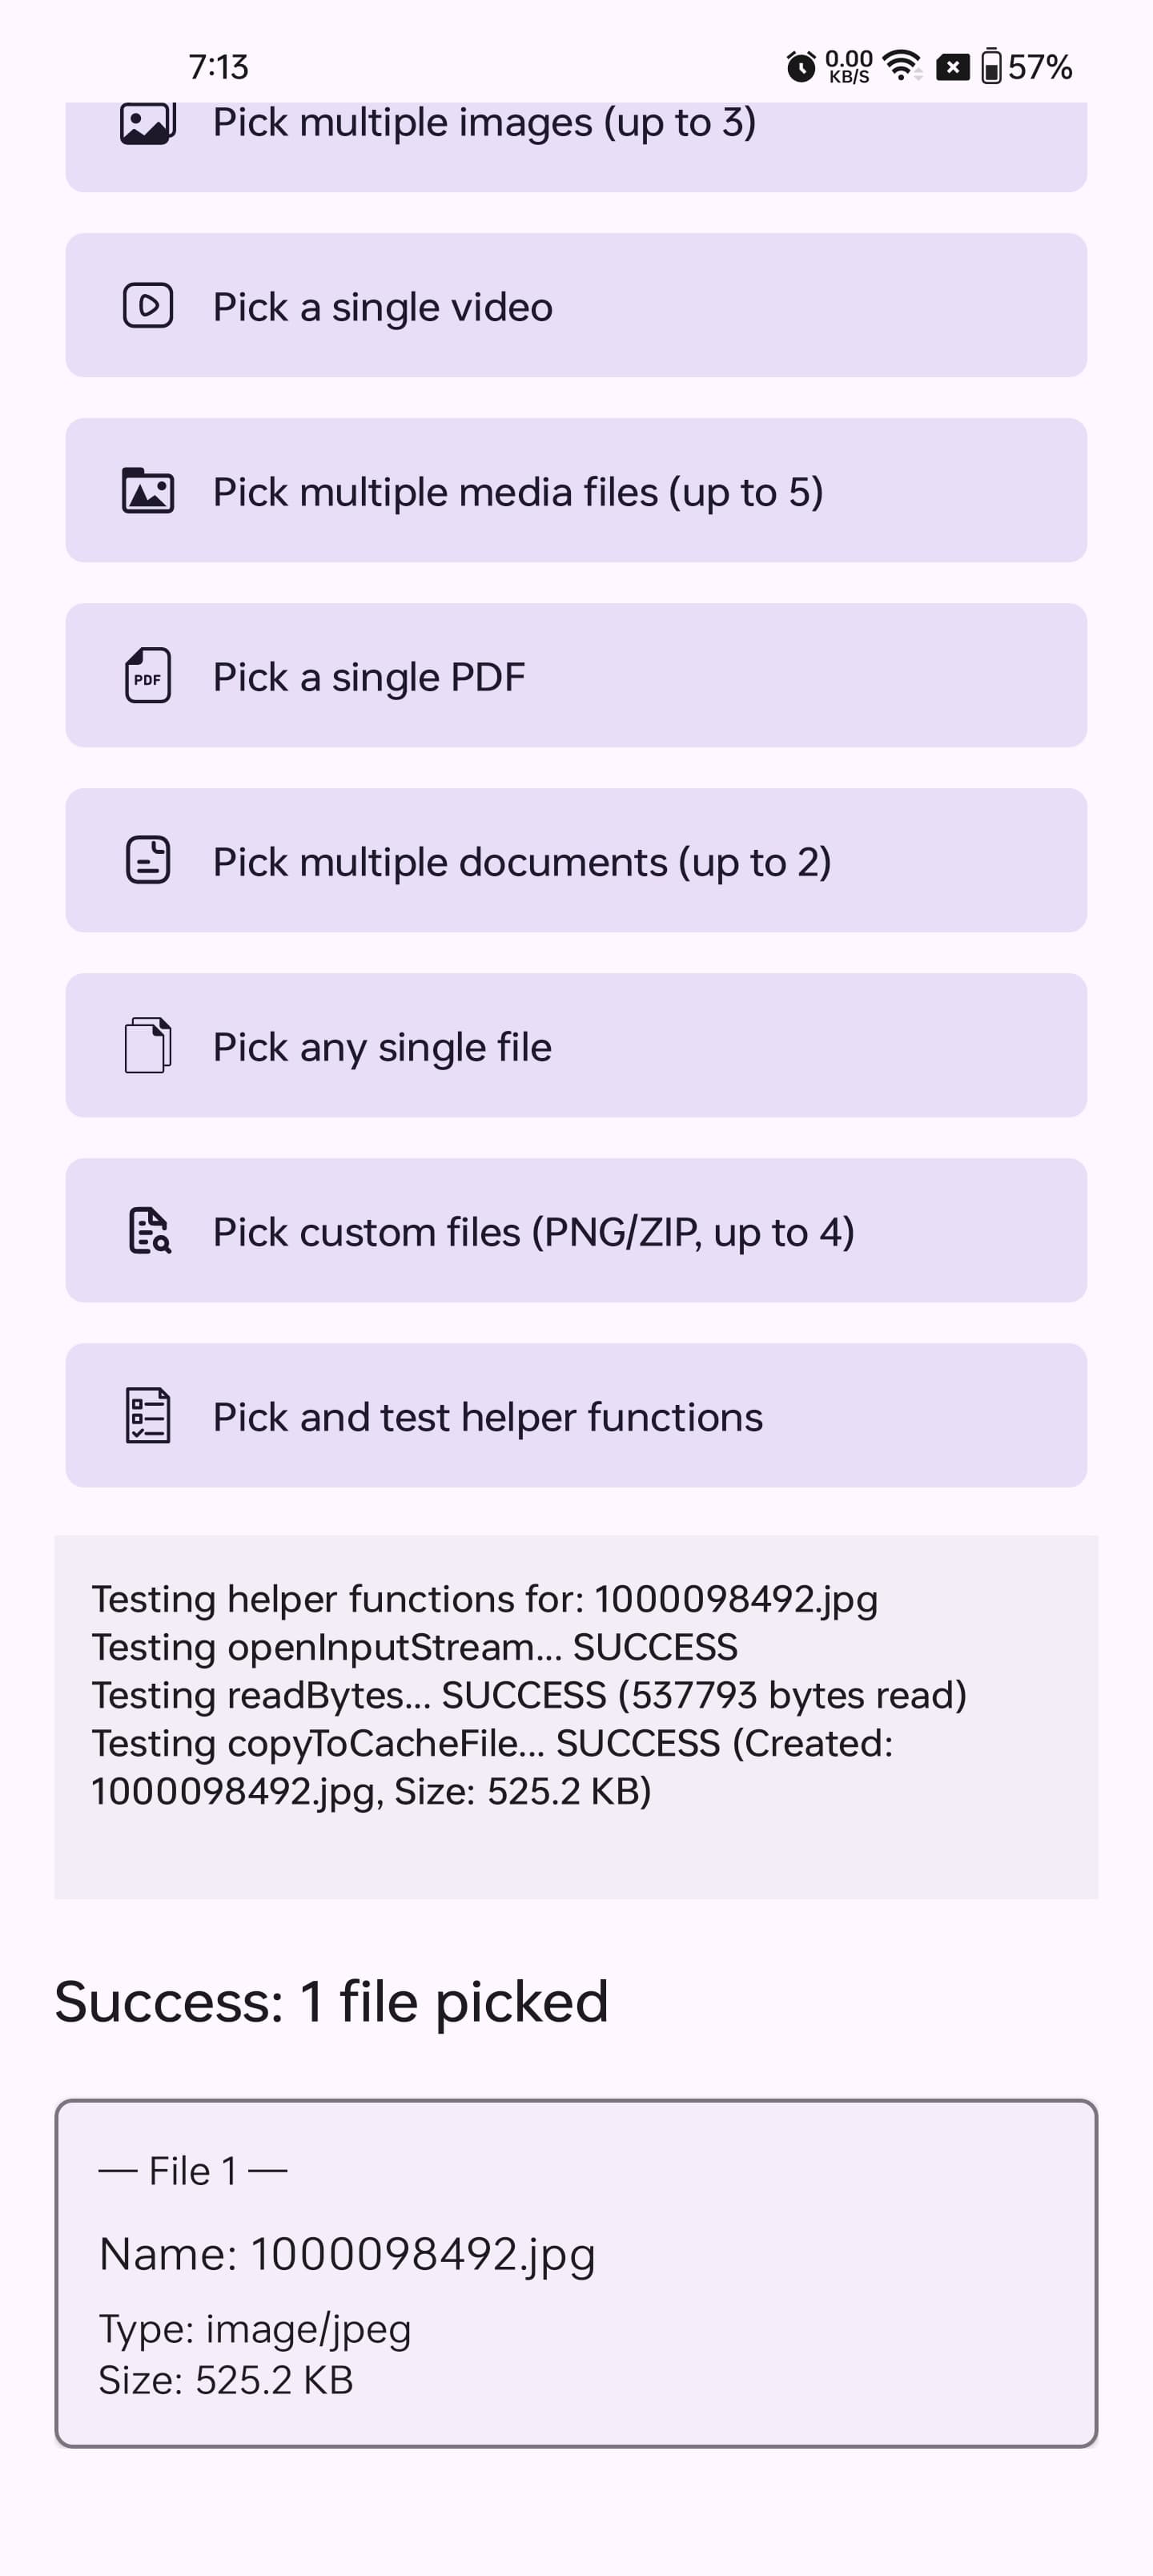 7:13 0.00 KB/S 57%
Pick multiple images (up to 3)
Pick a single video
Pick multiple media files (up to 5)
PDF Pick a single PDF
Pick multiple documents (up to 2)
Pick any single file
Pick custom files (PNG/ZIP, up to 4)
Pick and test helper functions
Testing helper functions for: 1000098492.jpg
Testing openInputStream... SUCCESS
Testing readBytes... SUCCESS (537793 bytes read)
Testing copyToCacheFile... SUCCESS (Created:
1000098492.jpg, Size: 525.2 KB)
Success: 1 file picked
— File 1 —
Name: 1000098492.jpg
Type: image/jpeg
Size: 525.2 KB